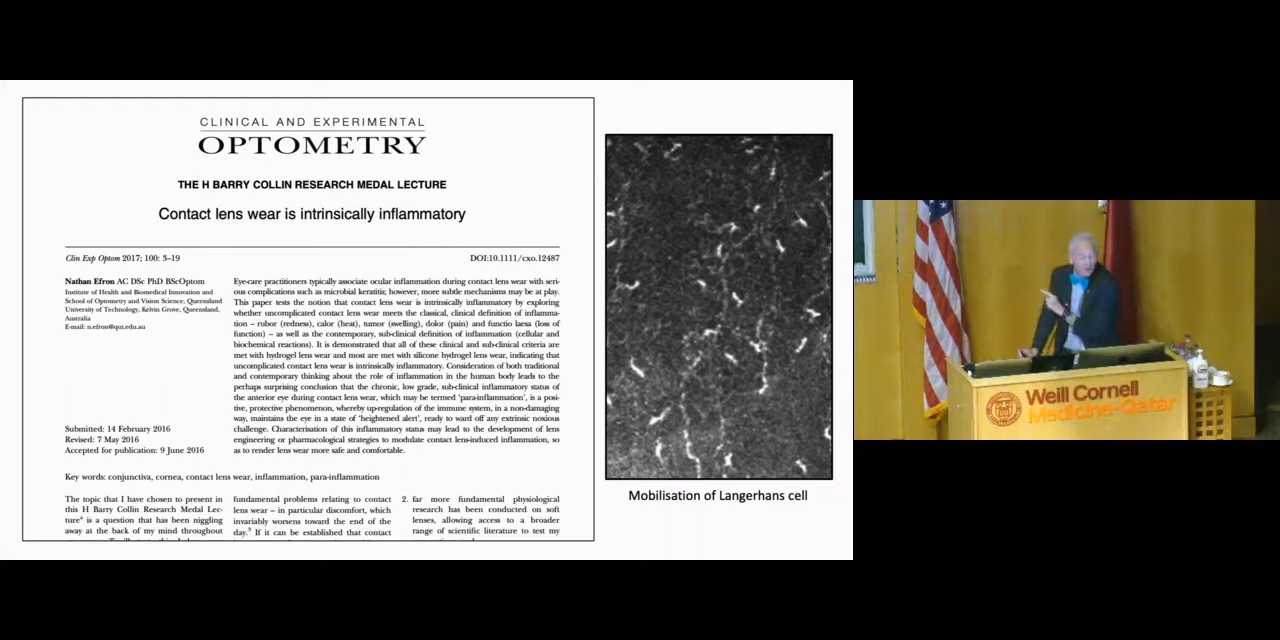 CLINICAL AND EXPERIMENTAL
OPTOMETRY
THE H BARRY COLLIN RESEARCH MEDAL LECTURE
Contact lens wear is intrinsically inflammatory
Clin Exp Optom 2017; 100: 3–19
DOI:10.1111/cxo.12487
Nathan Efron AC DSc PhD BScOptom
Institute of Health and Biomedical Innovation and
School of Optometry and Vision Science, Queensland
University of Technology, Kelvin Grove, Queensland,
Australia
E-mail: n.efron@qut.edu.au
Submitted: 14 February 2016
Revised: 7 May 2016
Accepted for publication: 9 June 2016
Eye-care practitioners typically associate ocular inflammation during contact lens wear with seri-
ous complications such as microbial keratitis; however, more subtle mechanisms may be at play.
This paper tests the notion that contact lens wear is intrinsically inflammatory by exploring
whether uncomplicated contact lens wear meets the classical, clinical definition of inflamma-
tion – rubor (redness), calor (heat), tumor (swelling), dolor (pain) and functio laesa (loss of
function) – as well as the contemporary, sub-clinical definition of inflammation (cellular and
biochemical reactions). It is demonstrated that all of these clinical and sub-clinical criteria are
met with hydrogel lens wear and most are met with silicone hydrogel lens wear, indicating that
uncomplicated contact lens wear is intrinsically inflammatory. Consideration of both traditional
and contemporary thinking about the role of inflammation in the human body leads to the
perhaps surprising conclusion that the chronic, low grade, sub-clinical inflammatory status of
the anterior eye during contact lens wear, which may be termed 'para-inflammation', is a posi-
tive, protective phenomenon, whereby up-regulation of the immune system, in a non-damaging
way, maintains the eye in a state of 'heightened alert', ready to ward off any extrinsic noxious
challenge. Characterisation of this inflammatory status may lead to the development of lens
engineering or pharmacological strategies to modulate contact lens-induced inflammation, so
as to render lens wear more safe and comfortable.
Key words: conjunctiva, cornea, contact lens wear, inflammation, para-inflammation
The topic that I have chosen to present in
this H Barry Collin Research Medal Lec-
ture is a question that has been niggling
away at the back of my mind throughout
fundamental problems relating to contact
lens wear – in particular discomfort, which
invariably worsens toward the end of the
day.3 If it can be established that contact
2. far more fundamental physiological
research has been conducted on soft
lenses, allowing access to a broader
range of scientific literature to test my
Mobilisation of Langerhans cell
Weill Cornell
Medicine-Qatar